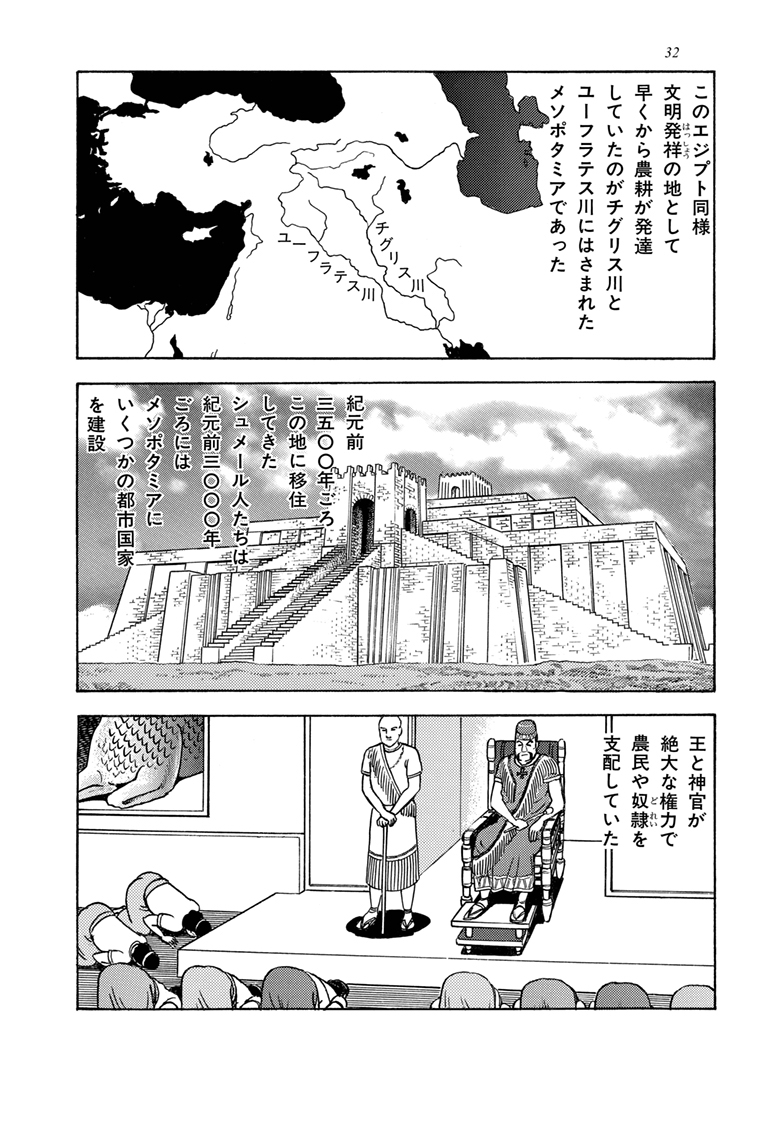 32
このエジプト同様
文明発祥の地として
はっしょう
早くから農耕が発達
していたのがチグリス川と
ユーフラテス川にはさまれた
メソポタミアであった
チグリス川
ユーフラテス川
紀元前
三五〇〇年ごろ
この地に移住
してきた
シュメール人たちは
紀元前三〇〇〇年
ごろには
メソポタミアに
いくつかの都市国家
を建設
王と神官が
絶大な権力で
農民や奴隷を
どれい
支配していた